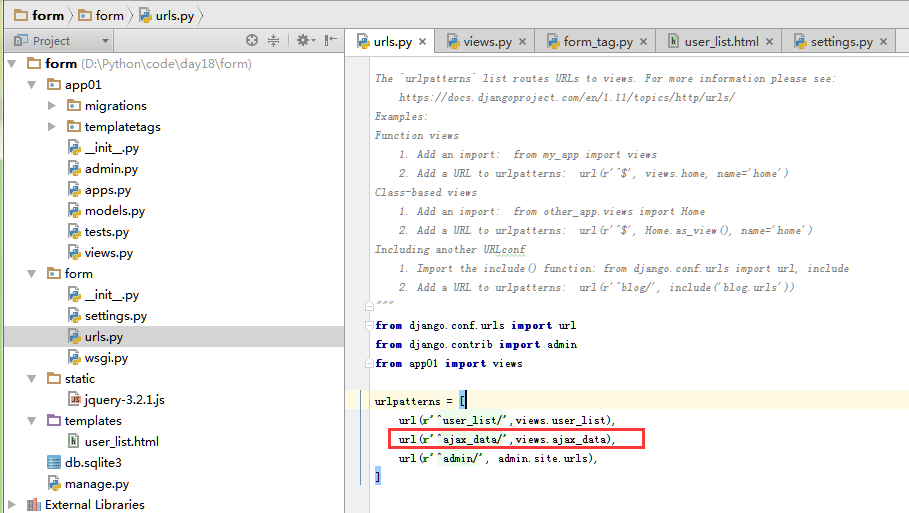 form form urls.py
Project
urls.py views.py form_tag.py user_list.html settings.py
form (D:\Python\code\day18\form)
app01
migrations
templatetags
__init__.py
admin.py
apps.py
models.py
tests.py
views.py
form
__init__.py
settings.py
urls.py
wsgi.py
static
jquery-3.2.1.js
templates
user_list.html
db.sqlite3
manage.py
External Libraries
The `urlpatterns` list routes URLs to views. For more information please see:
https://docs.djangoproject.com/en/1.11/topics/http/urls/
Examples:
Function views
1. Add an import:  from my_app import views
2. Add a URL to urlpatterns:  url(r'^$', views.home, name='home')
Class-based views
1. Add an import:  from other_app.views import Home
2. Add a URL to urlpatterns:  url(r'^$', Home.as_view(), name='home')
Including another URLconf
1. Import the include() function: from django.conf.urls import url, include
2. Add a URL to urlpatterns:  url(r'^blog/', include('blog.urls'))
"""
from django.conf.urls import url
from django.contrib import admin
from app01 import views
urlpatterns = [
url(r'^user_list/',views.user_list),
url(r'^ajax_data/',views.ajax_data),
url(r'^admin/', admin.site.urls),
]